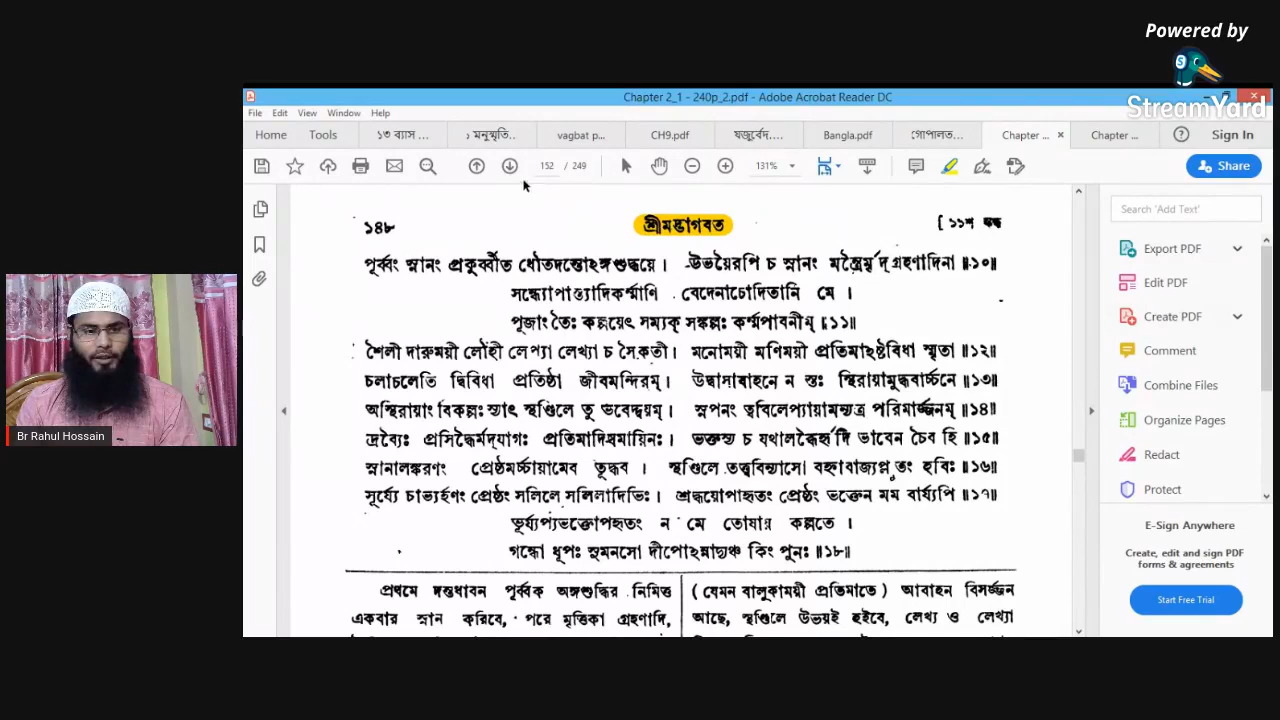 Powered by
StreamYard
Chapter 2_1 - 240p_2.pdf - Adobe Acrobat Reader DC
File Edit View Window Help
Home Tools ১৩ ব্যাস ... ১ মনুস্মৃতি.. vagbat p... CH9.pdf যজুর্বেদ.... Bangla.pdf গোপালত... Chapter ... × Chapter ... Sign In
152 / 249 131% Share
১৪৮ শ্রীমদ্ভাগবত [ ১১শ স্কন্ধ
পূর্ব্বং স্নানং প্রকুর্ব্বীত ধৌতদন্তোঽঙ্গশুদ্ধয়ে। উভয়ৈরপি চ স্নানং মন্ত্রৈর্মৃদ্‌গ্রহণাদিনা ॥১০॥
সন্ধ্যোপাস্ত্যাদিকর্ম্মাণি বেদেনাচোদিতানি মে ।
পূজাং তৈঃ কল্পয়েৎ সম্যক্ সঙ্কল্পঃ কর্ম্মপাবনীম্ ॥১১॥
শৈলী দারুময়ী লৌহী লেপ্যা লেখ্যা চ সৈকতী। মনোময়ী মণিময়ী প্রতিমাঽষ্টবিধা স্মৃতা ॥১২॥
চলাচলেতি দ্বিবিধা প্রতিষ্ঠা জীবমন্দিরম্। উদ্বাসাবাহনে ন স্তঃ স্থিরায়ামুদ্ধবার্চ্চনে ॥১৩॥
অস্থিরায়াং বিকল্পঃ স্যাৎ স্থণ্ডিলে তু ভবেদ্দ্বয়ম্। স্নপনং ত্ববিলেপ্যায়ামন্যত্র পরিমার্জ্জনম্ ॥১৪॥
দ্রব্যৈঃ প্রসিদ্ধৈর্মদ্‌যাগঃ প্রতিমাদিষ্বমায়িনঃ। ভক্তস্য চ যথালব্ধৈর্হৃদি ভাবেন চৈব হি ॥১৫॥
স্নানালঙ্করণং প্রেষ্ঠমর্চ্চায়ামেব তূদ্ধব । স্থণ্ডিলে তত্ত্ববিন্যাসো বহ্নাবাজ্যপ্লুতং হবিঃ ॥১৬॥
সূর্য্যে চাভ্যর্হণং প্রেষ্ঠং সলিলে সলিলাদিভিঃ। শ্রদ্ধয়োপাহৃতং প্রেষ্ঠং ভক্তেন মম বার্য্যপি ॥১৭॥
ভূর্য্যপ্যভক্তোপহৃতং ন মে তোষায় কল্পতে ।
গন্ধো ধূপঃ সুমনসো দীপোঽন্নাদ্যঞ্চ কিং পুনঃ ॥১৮॥
প্রথমে দন্তধাবন পূর্ব্বক অঙ্গশুদ্ধির নিমিত্ত
একবার স্নান করিবে, পরে মৃত্তিকা গ্রহণাদি,
( যেমন বালুকাময়ী প্রতিমাতে ) আবাহন বিসর্জ্জন
আছে, স্থণ্ডিলে উভয়ই হইবে, লেখ্য ও লেখ্যা
Search 'Add Text'
Export PDF
Edit PDF
Create PDF
Comment
Combine Files
Organize Pages
Redact
Protect
E-Sign Anywhere
Create, edit and sign PDF
forms & agreements
Start Free Trial
Br Rahul Hossain